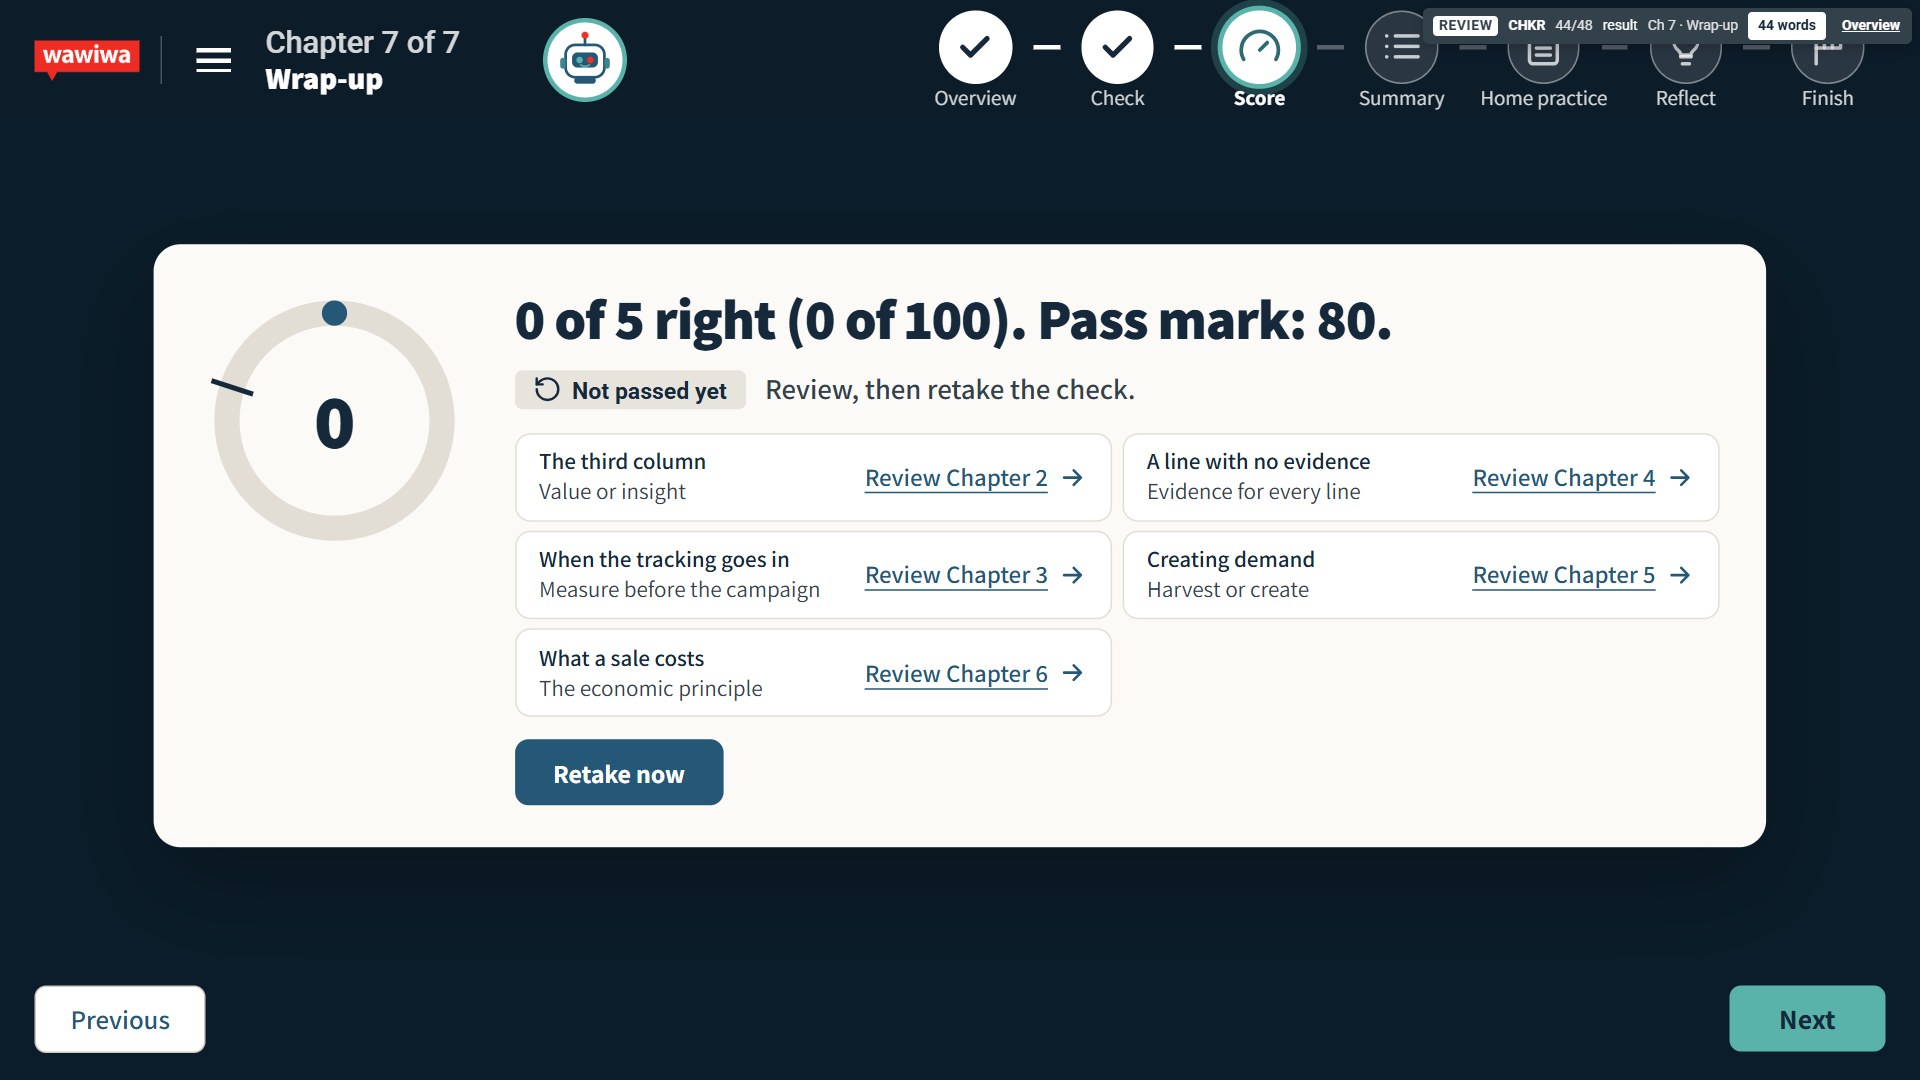 wawiwa
Chapter 7 of 7
Wrap-up
REVIEW CHKR 44/48 result Ch 7 · Wrap-up 44 words Overview
Overview
Check
Score
Summary
Home practice
Reflect
Finish
0
0 of 5 right (0 of 100). Pass mark: 80.
Not passed yet
Review, then retake the check.
The third column
Value or insight
Review Chapter 2
A line with no evidence
Evidence for every line
Review Chapter 4
When the tracking goes in
Measure before the campaign
Review Chapter 3
Creating demand
Harvest or create
Review Chapter 5
What a sale costs
The economic principle
Review Chapter 6
Retake now
Previous
Next